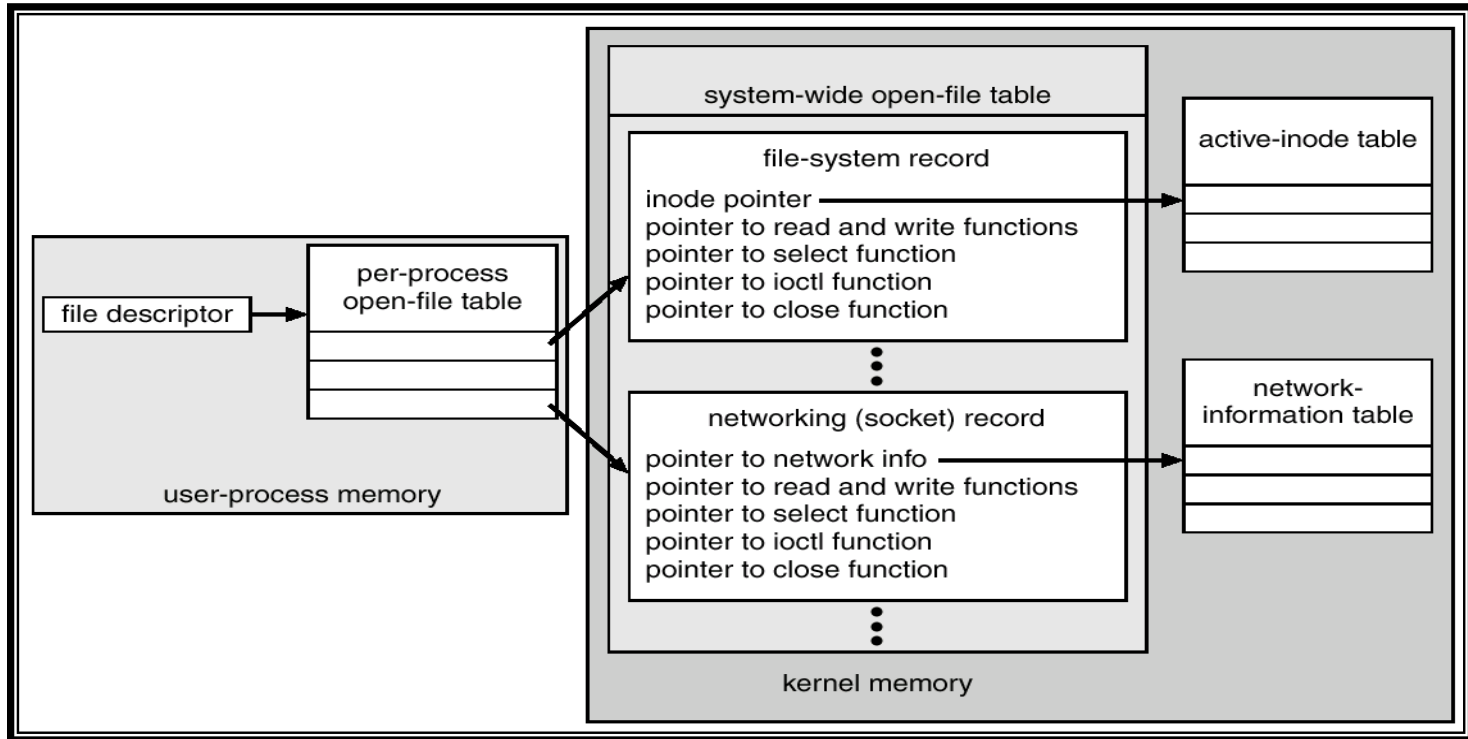 system-wide open-file table
file-system record
inode pointer
pointer to read and write functions
pointer to select function
pointer to ioctl function
pointer to close function
active-inode table
per-process
open-file table
file descriptor
user-process memory
networking (socket) record
pointer to network info
pointer to read and write functions
pointer to select function
pointer to ioctl function
pointer to close function
network-
information table
kernel memory